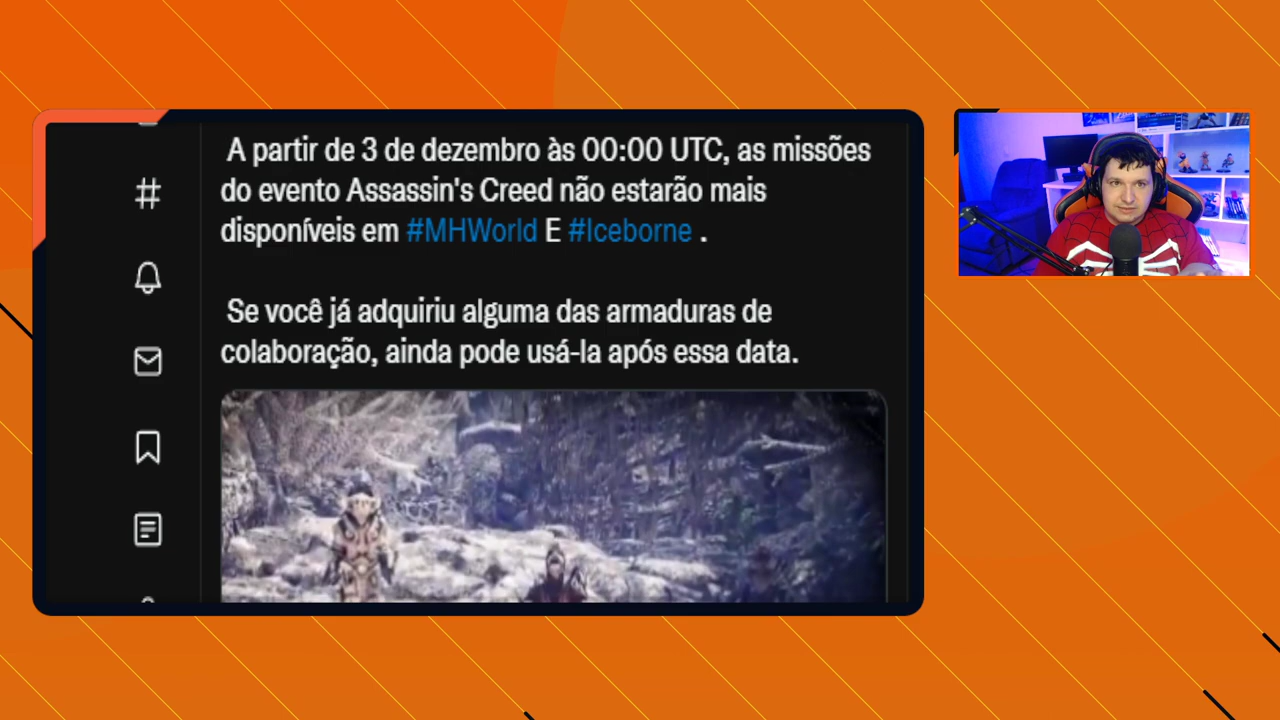 A partir de 3 de dezembro às 00:00 UTC, as missões
do evento Assassin's Creed não estarão mais
disponíveis em #MHWorld E #Iceborne .
Se você já adquiriu alguma das armaduras de
colaboração, ainda pode usá-la após essa data.